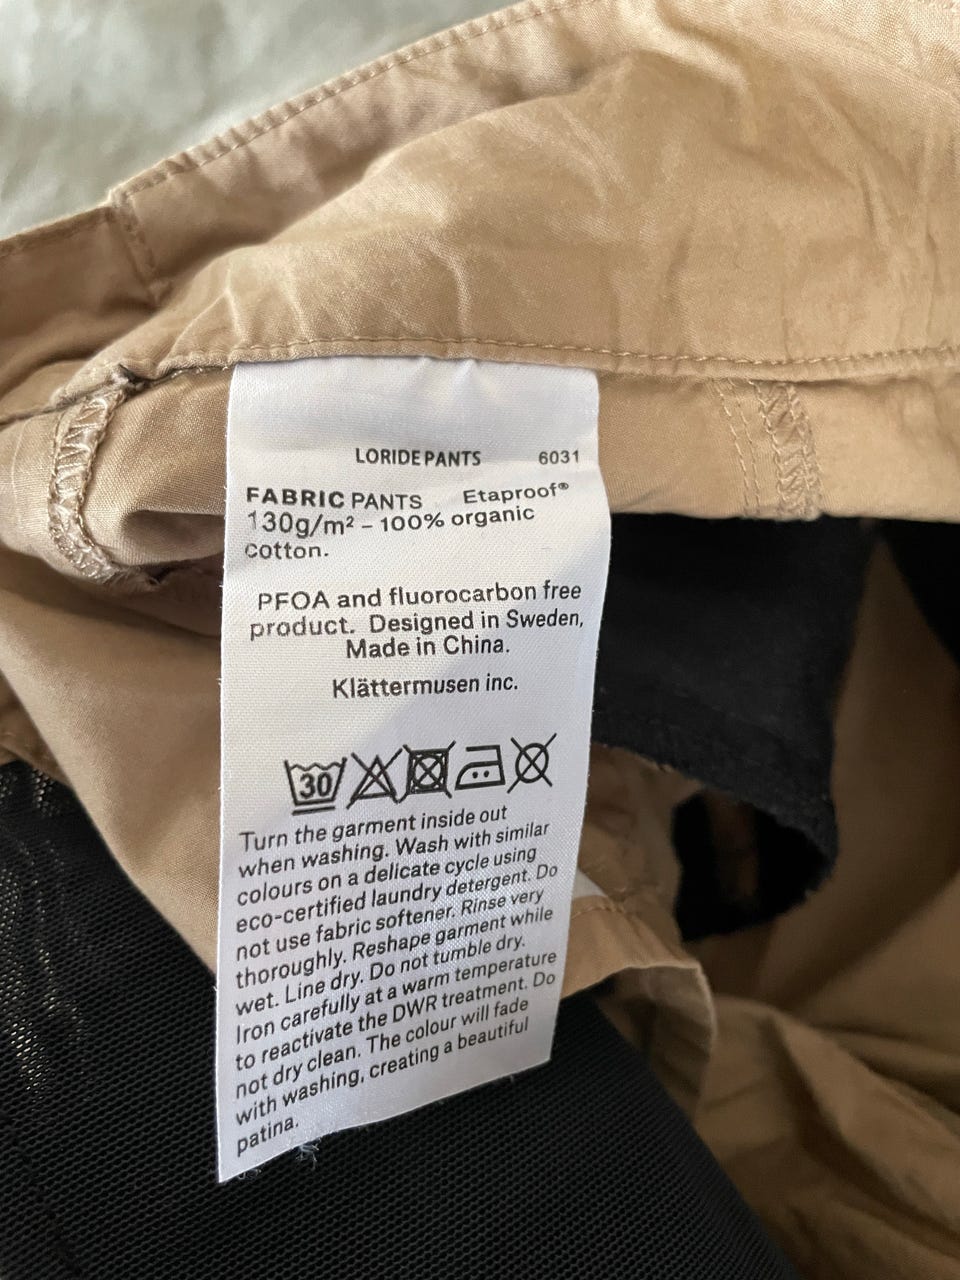 LORIDE PANTS 6031
FABRIC PANTS Etaproof®
130g/m² – 100% organic
cotton.
PFOA and fluorocarbon free
product. Designed in Sweden,
Made in China.
Klättermusen inc.
30
Turn the garment inside out
when washing. Wash with similar
colours on a delicate cycle using
eco-certified laundry detergent. Do
not use fabric softener. Rinse very
thoroughly. Reshape garment while
wet. Line dry. Do not tumble dry.
Iron carefully at a warm temperature
to reactivate the DWR treatment. Do
not dry clean. The colour will fade
with washing, creating a beautiful
patina.